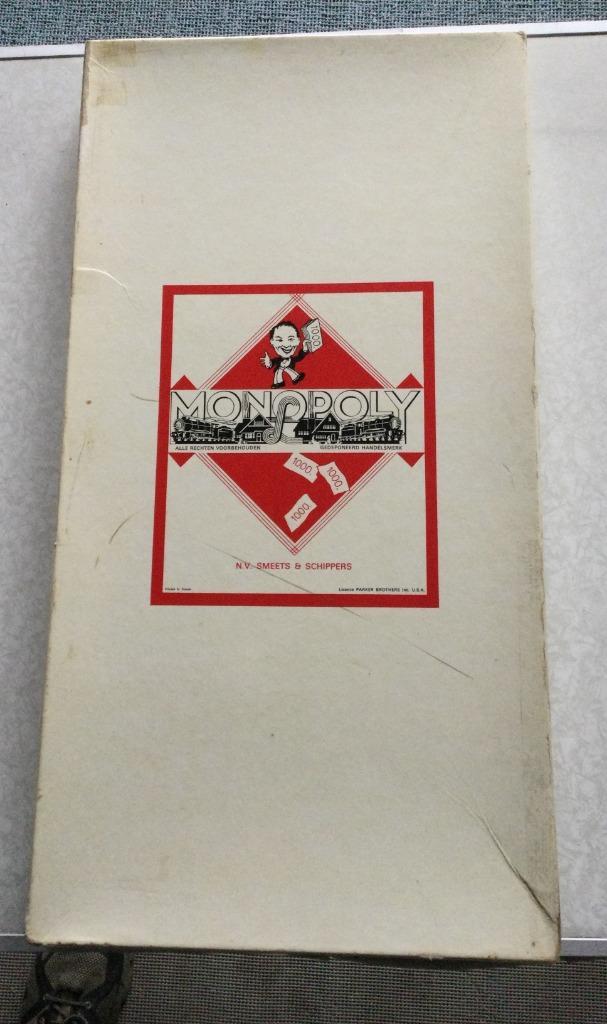 1000.
MONOPOLY
ALLE RECHTEN VOORBEHOUDEN GEDEPONEERD HANDELSMERK
1000.
1000.
1000.
N.V. SMEETS & SCHIPPERS
Licence PARKER BROTHERS INC. U.S.A.